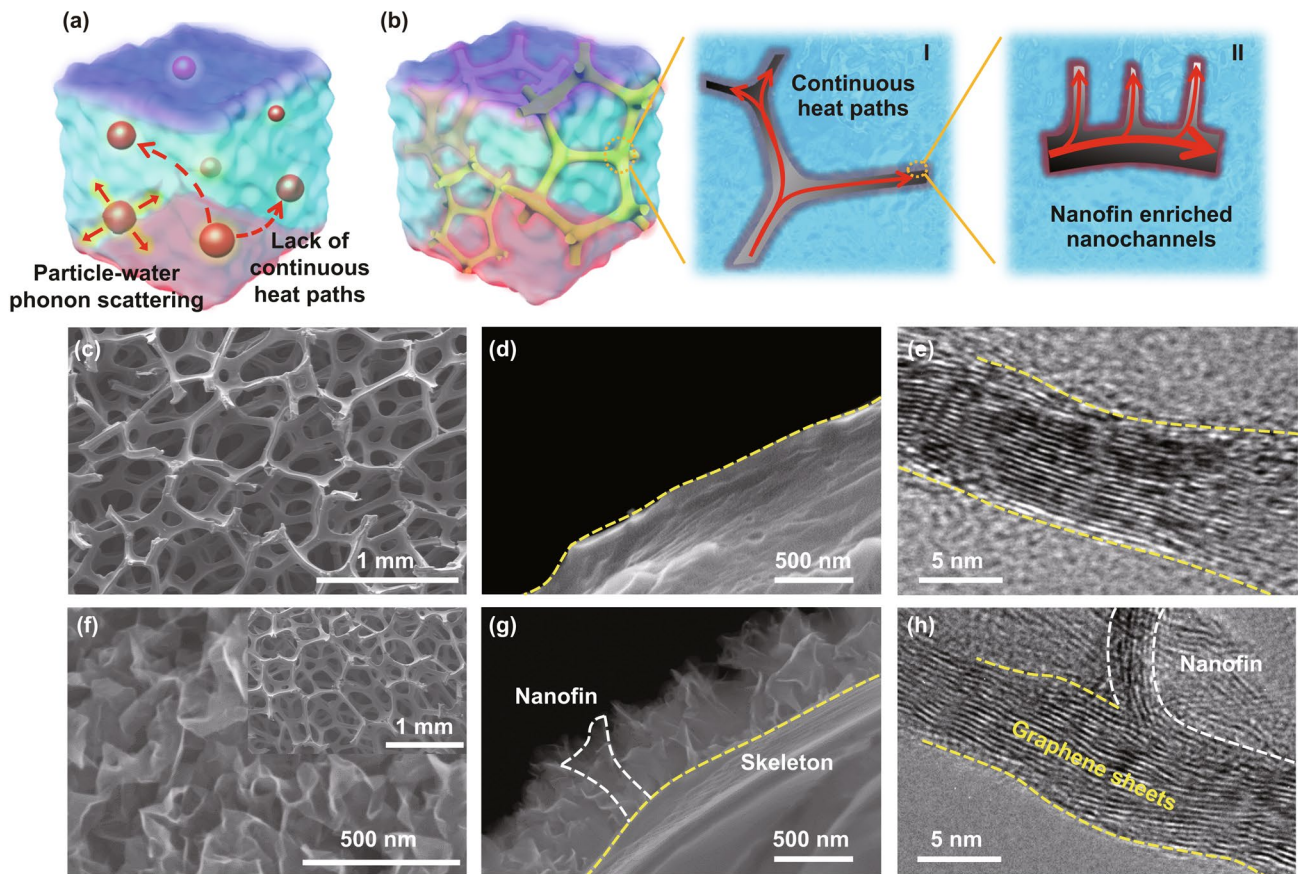 (a)
Particle-water
phonon scattering
Lack of
continuous
heat paths
(b)
I
Continuous
heat paths
II
Nanofin enriched
nanochannels
(c)
1 mm
(d)
500 nm
(e)
5 nm
(f)
1 mm
500 nm
(g)
Nanofin
Skeleton
500 nm
(h)
Nanofin
Graphene sheets
5 nm